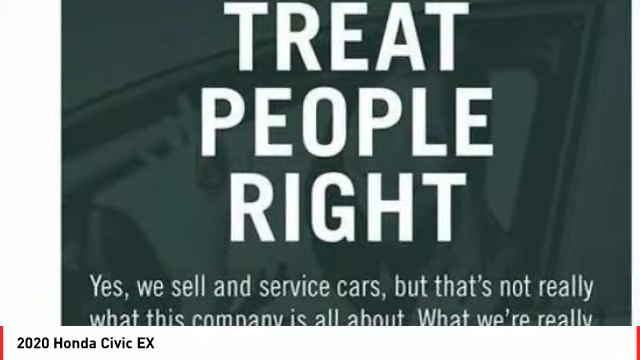 TREAT
PEOPLE
RIGHT
Yes, we sell and service cars, but that's not really
what this company is all about. What we're really
2020 Honda Civic EX